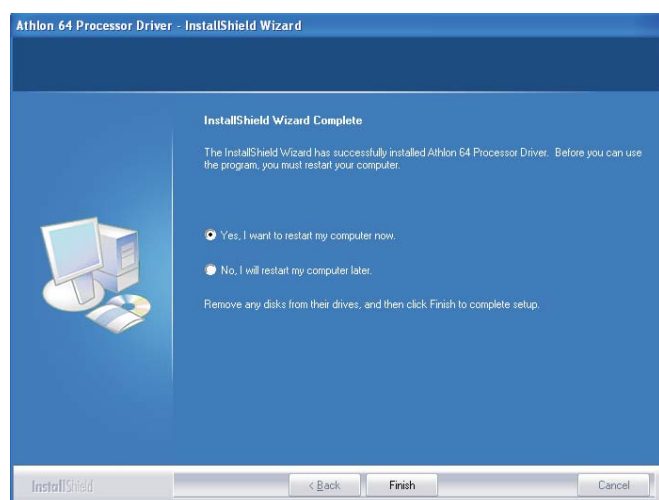 Athlon 64 Processor Driver - InstallShield Wizard
InstallShield Wizard Complete
The InstallShield Wizard has successfully installed Athlon 64 Processor Driver. Before you can use
the program, you must restart your computer.
Yes, I want to restart my computer now.
No, I will restart my computer later.
Remove any disks from their drives, and then click Finish to complete setup.
InstallShield
< Back
Finish
Cancel